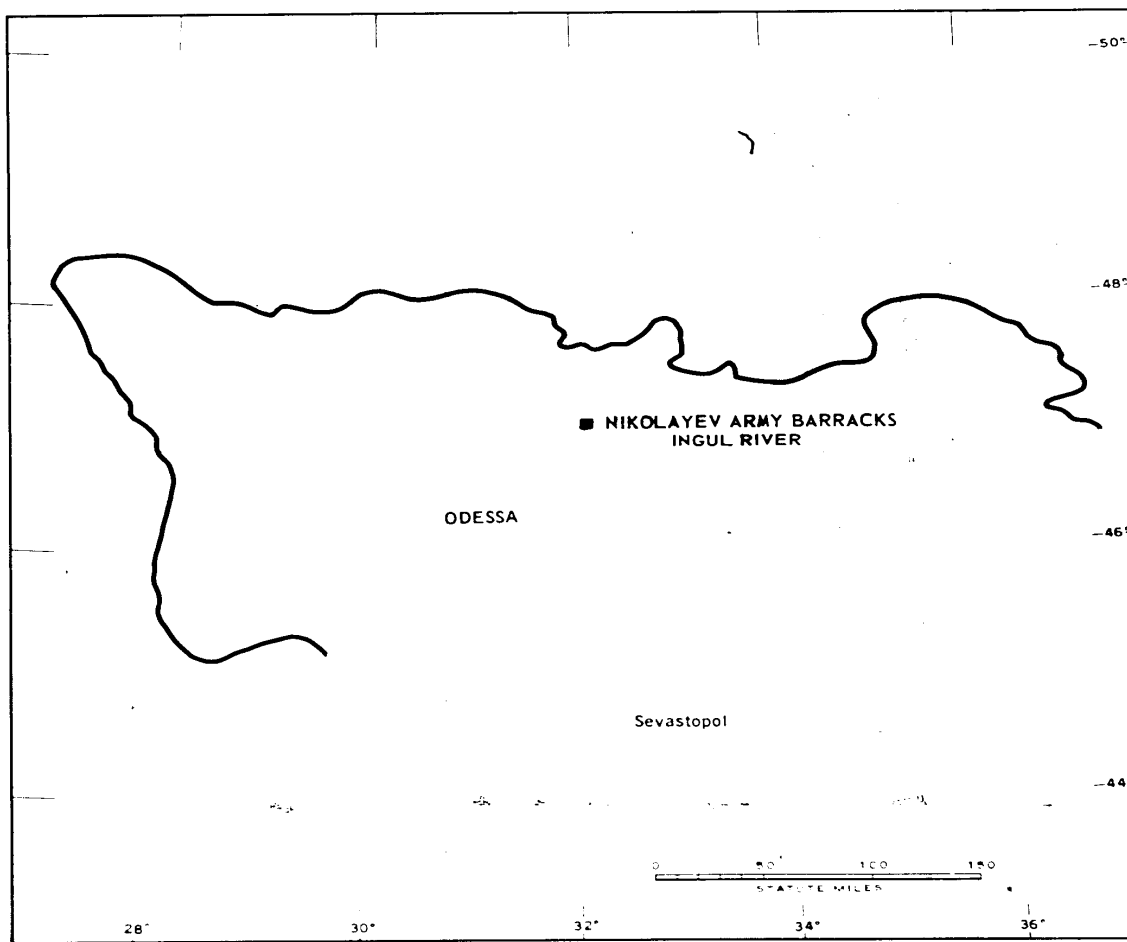 50°
48°
NIKOLAYEV ARMY BARRACKS
INGUL RIVER
ODESSA
46°
Sevastopol
44°
0 50 100 150
STATUTE MILES
28° 30° 32° 34° 36°